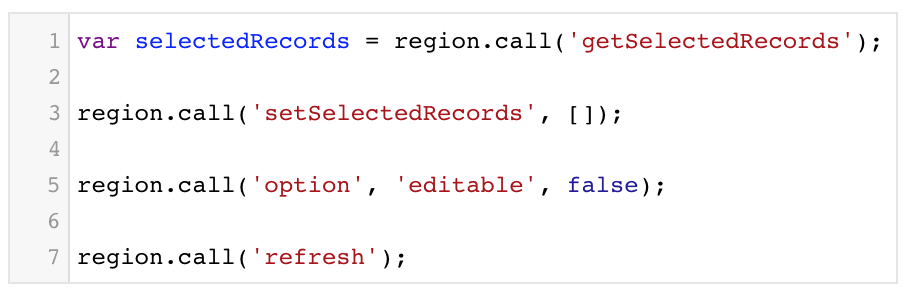 1 var selectedRecords = region.call('getSelectedRecords');
2
3 region.call('setSelectedRecords', []);
4
5 region.call('option', 'editable', false);
6
7 region.call('refresh');